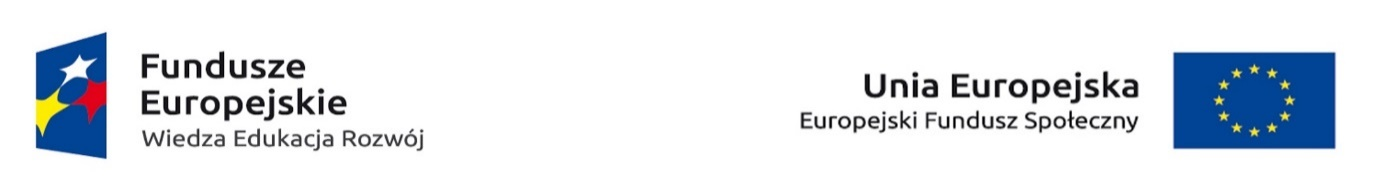 Fundusze
Europejskie
Wiedza Edukacja Rozwój
Unia Europejska
Europejski Fundusz Społeczny